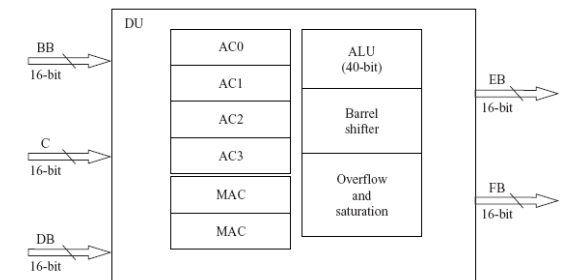 DU
BB
16-bit
C
16-bit
DB
16-bit
AC0
AC1
AC2
AC3
MAC
MAC
ALU
(40-bit)
Barrel
shifter
Overflow
and
saturation
EB
16-bit
FB
16-bit